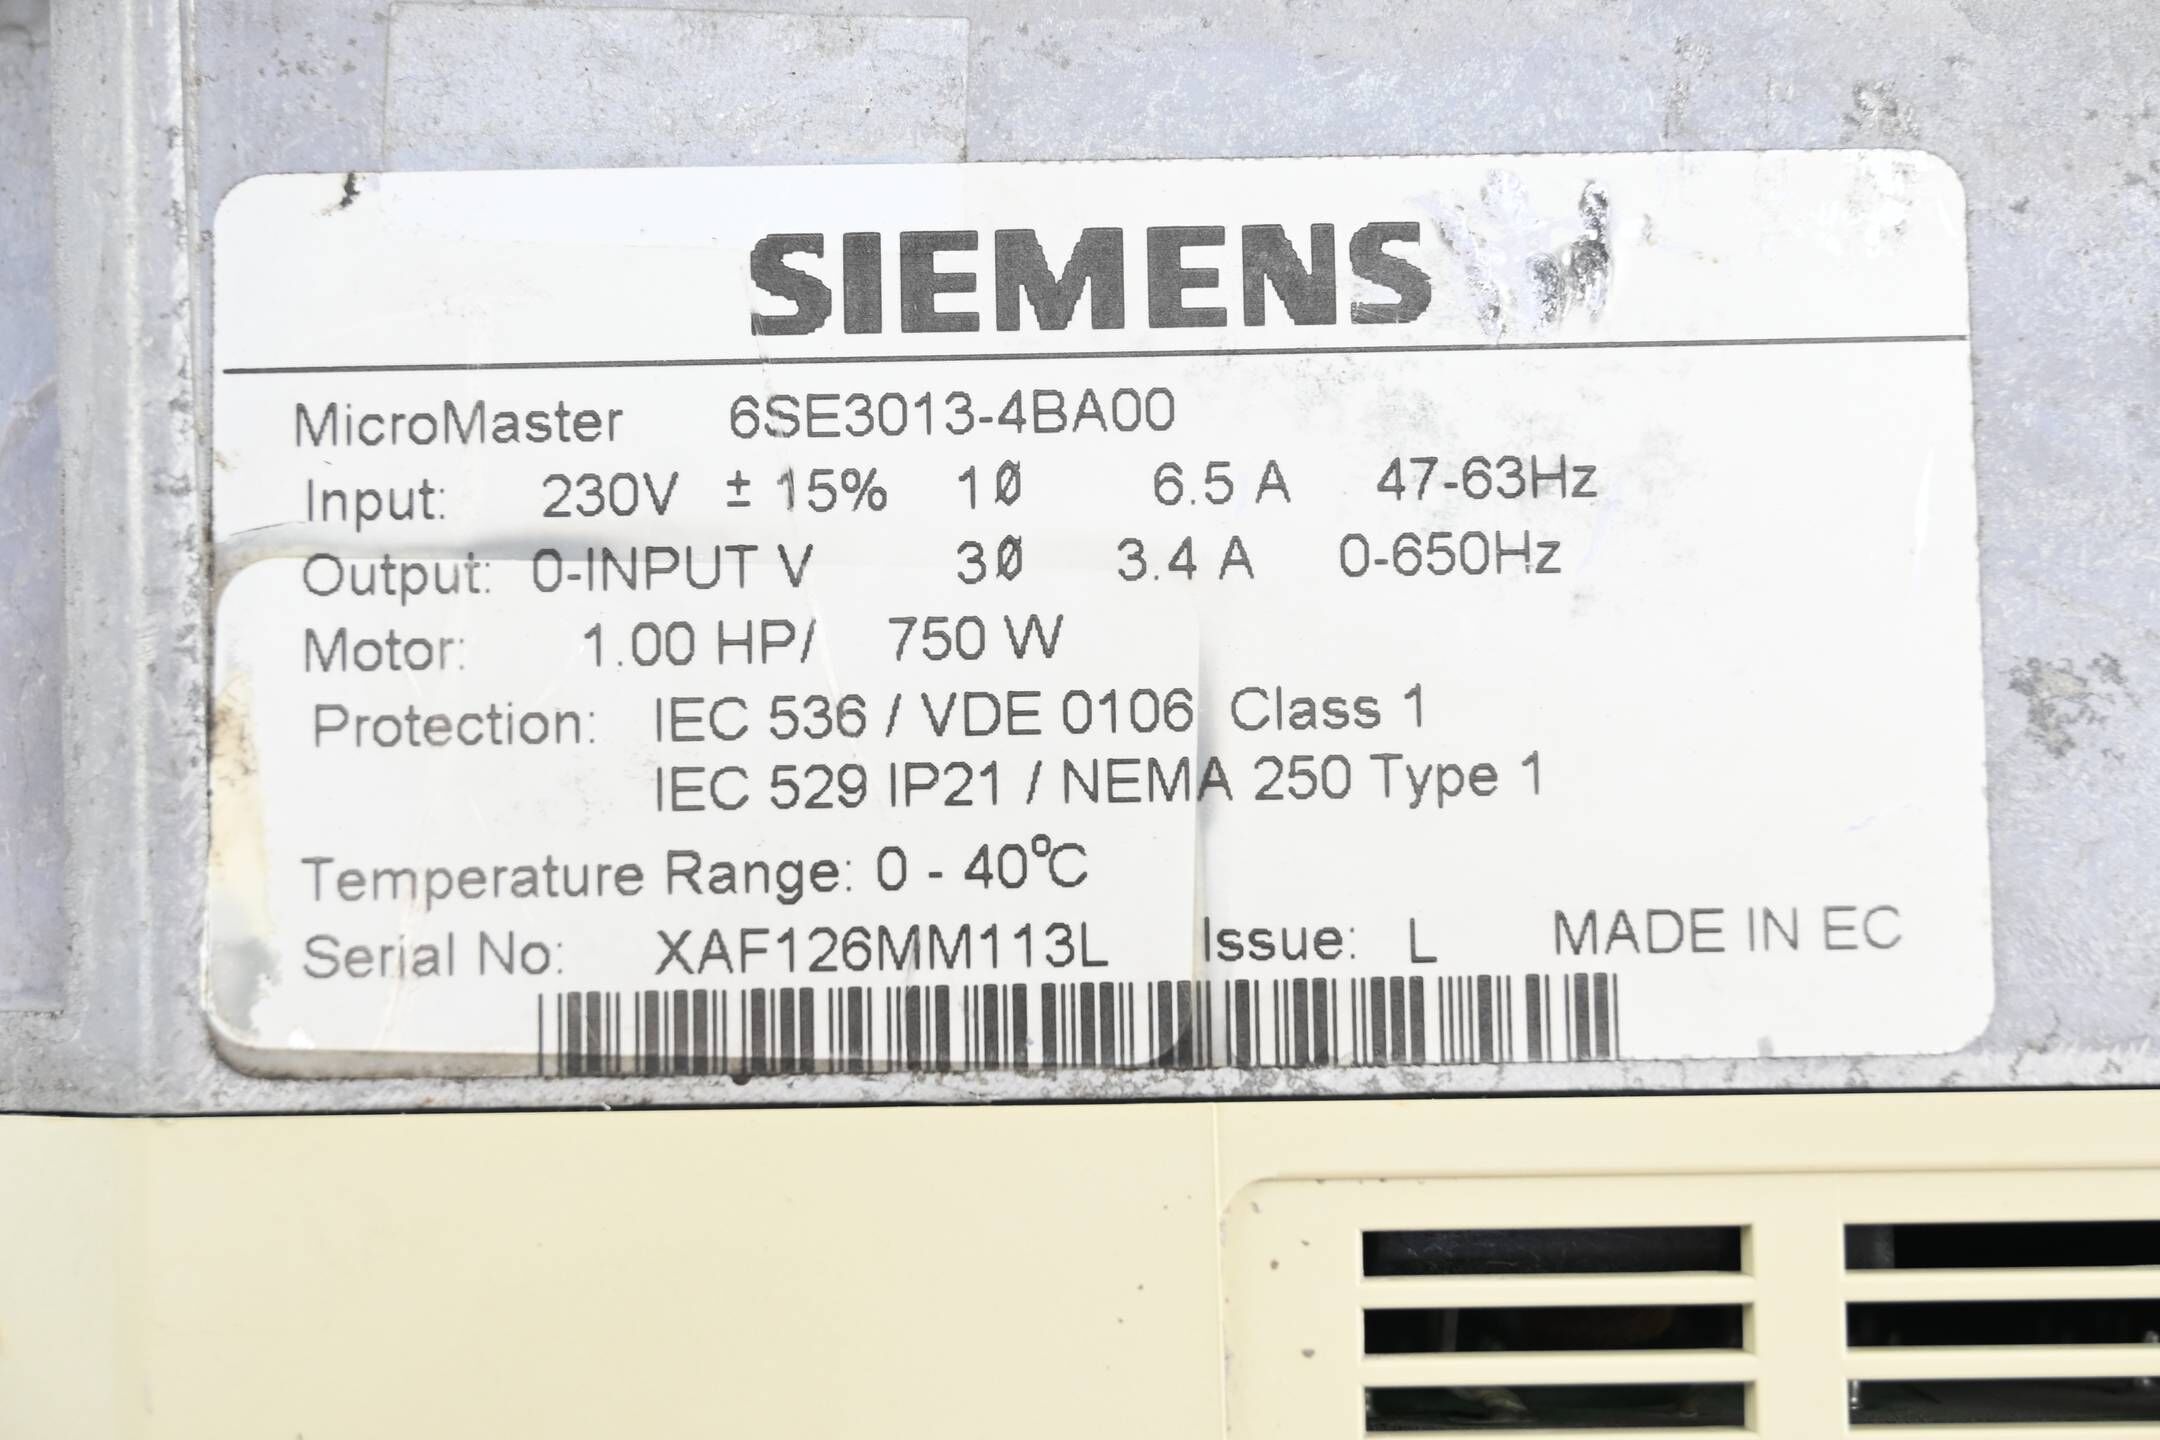 SIEMENS
MicroMaster 6SE3013-4BA00
Input: 230V ± 15% 1Ø 6.5 A 47-63Hz
Output: 0-INPUT V 3Ø 3.4 A 0-650Hz
Motor: 1.00 HP/ 750 W
Protection: IEC 536 / VDE 0106 Class 1
IEC 529 IP21 / NEMA 250 Type 1
Temperature Range: 0 - 40°C
Serial No: XAF126MM113L Issue: L MADE IN EC